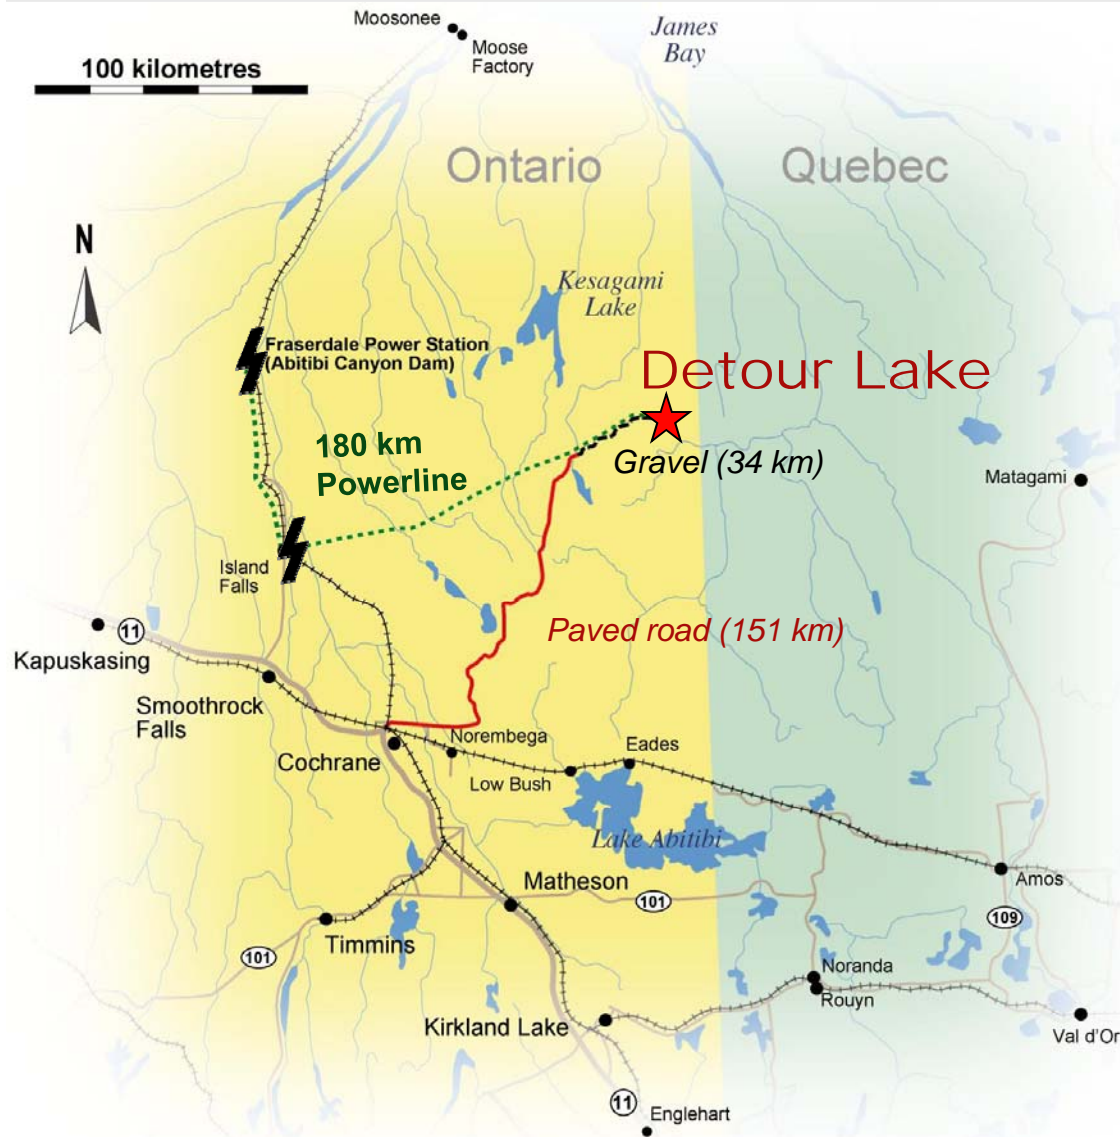 Moosonee
Moose
Factory
James
Bay
100 kilometres
Ontario
Quebec
N
Kesagami
Lake
Fraserdale Power Station
(Abitibi Canyon Dam)
Detour Lake
180 km
Powerline
Gravel (34 km)
Matagami
Island
Falls
11
Kapuskasing
Paved road (151 km)
Smoothrock
Falls
Cochrane
Norembega
Eades
Low Bush
Lake Abitibi
Matheson
101
Amos
109
Timmins
101
Noranda
Rouyn
Kirkland Lake
Val d'Or
11
Englehart